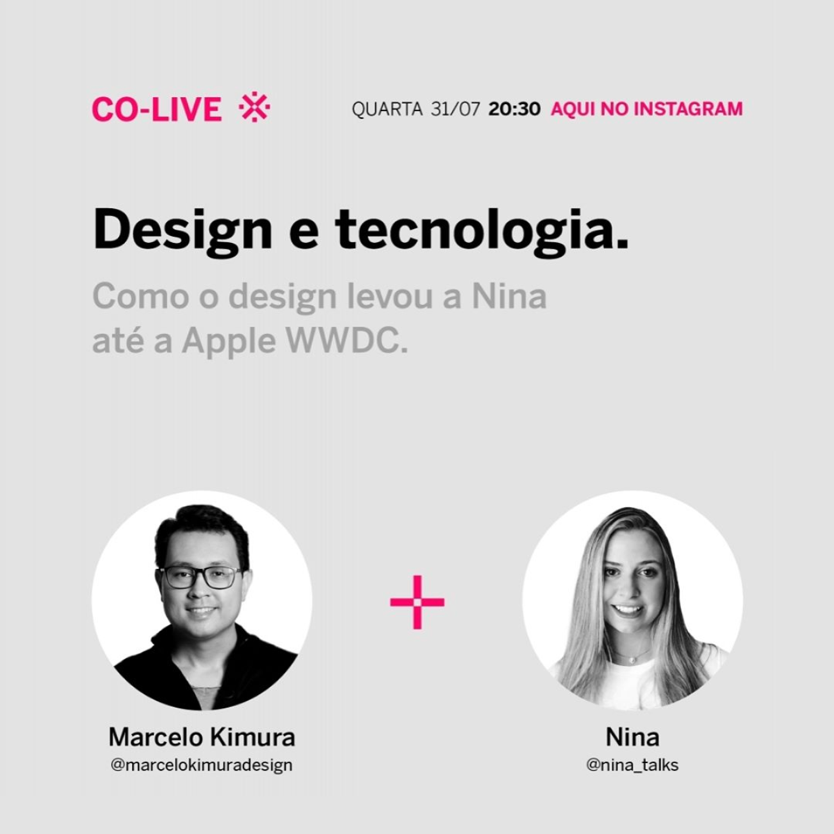 CO-LIVE
QUARTA 31/07 20:30 AQUI NO INSTAGRAM
Design e tecnologia.
Como o design levou a Nina
até a Apple WWDC.
Marcelo Kimura
@marcelokimuradesign
Nina
@nina_talks